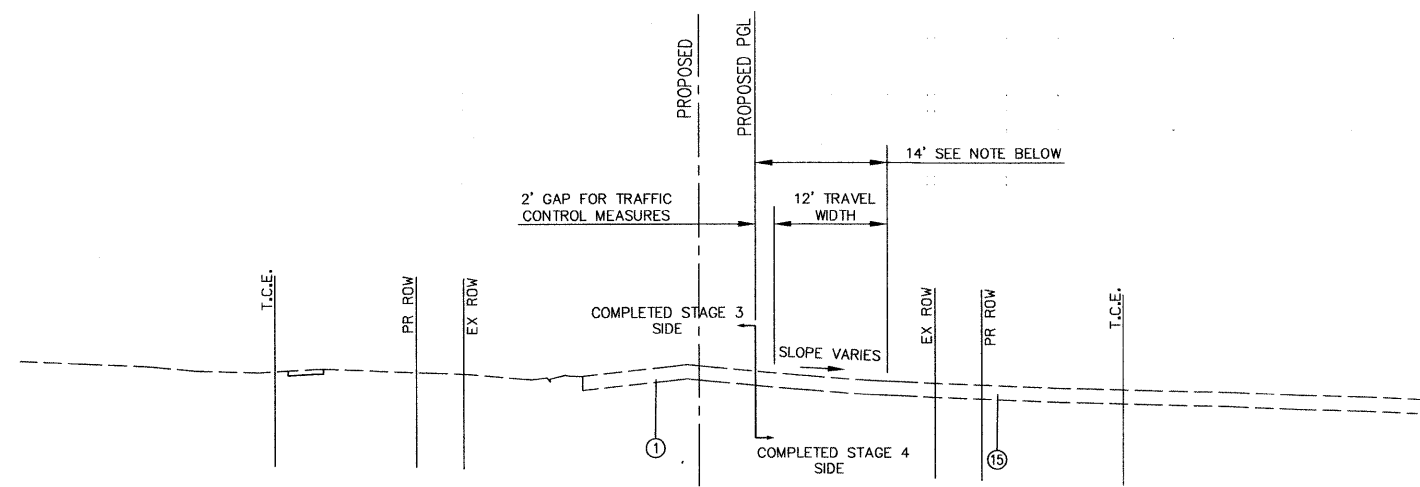 PROPOSED
PROPOSED PGL
14' SEE NOTE BELOW
2' GAP FOR TRAFFIC
CONTROL MEASURES
12' TRAVEL
WIDTH
T.C.E.
PR ROW
EX ROW
COMPLETED STAGE 3
SIDE
SLOPE VARIES
EX ROW
PR ROW
T.C.E.
1
COMPLETED STAGE 4
SIDE
15